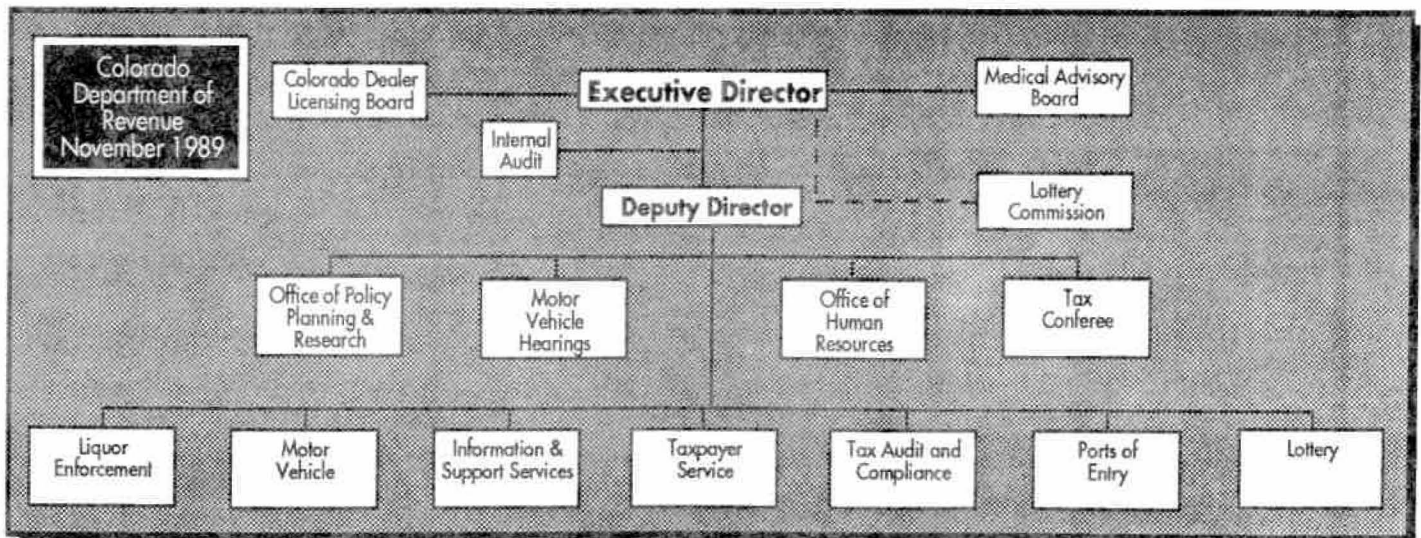 Colorado
Department of
Revenue
November 1989
Colorado Dealer
Licensing Board
Executive Director
Medical Advisory
Board
Internal
Audit
Deputy Director
Lottery
Commission
Office of Policy
Planning &
Research
Motor
Vehicle
Hearings
Office of
Human
Resources
Tax
Conferee
Liquor
Enforcement
Motor
Vehicle
Information &
Support Services
Taxpayer
Service
Tax Audit and
Compliance
Ports of
Entry
Lottery